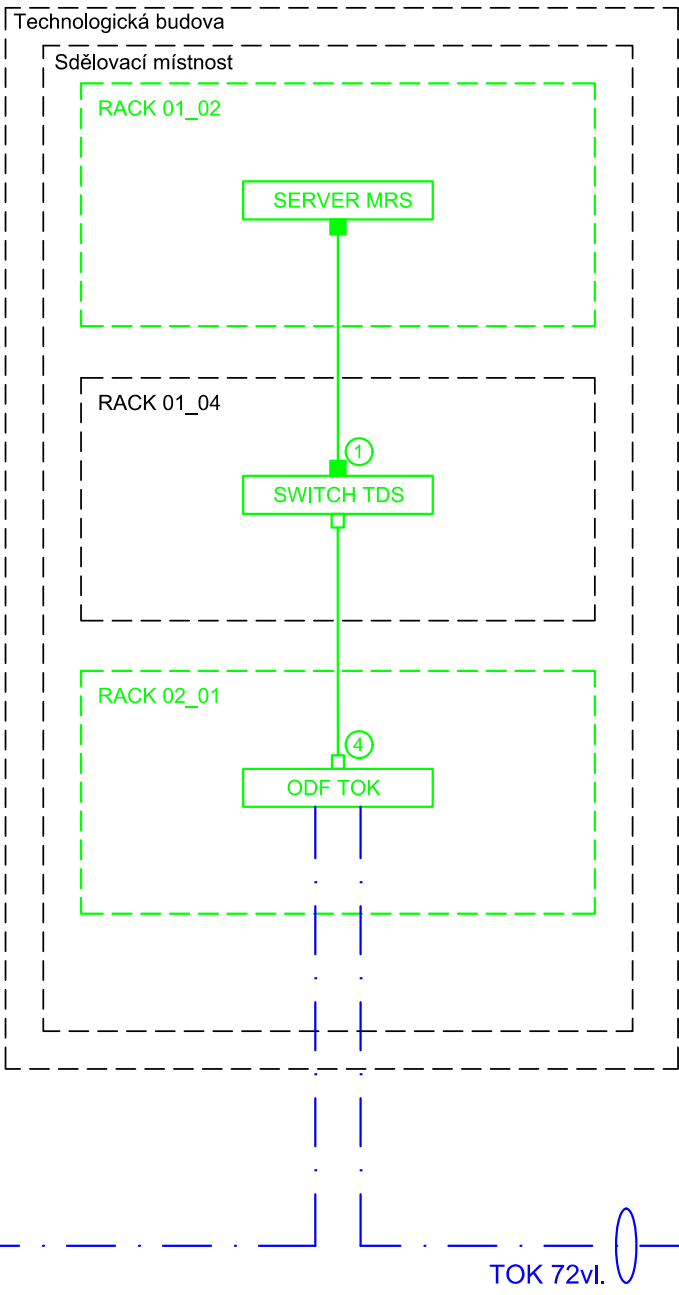 Technologická budova
Sdělovací místnost
RACK 01_02
SERVER MRS
RACK 01_04
1
SWITCH TDS
RACK 02_01
4
ODF TOK
TOK 72vl.